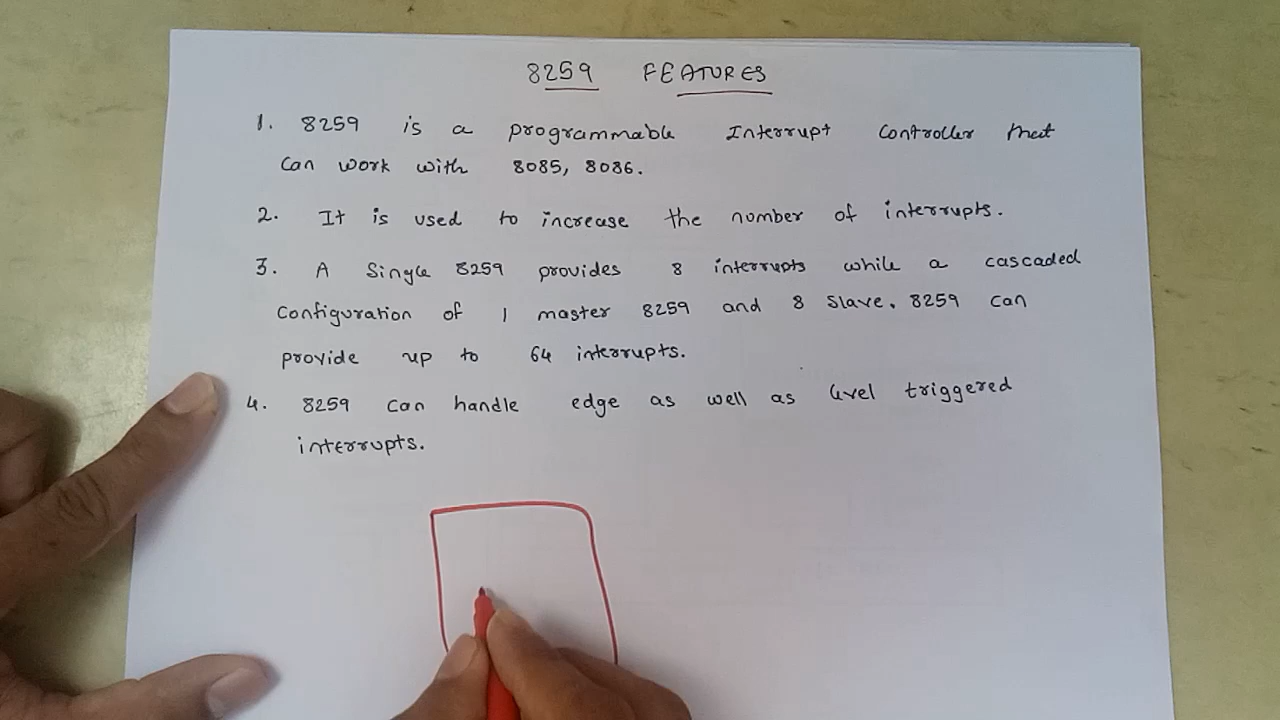 8259 FEATURES
1. 8259 is a programmable Interrupt Controller that
can work with 8085, 8086.
2. It is used to increase the number of interrupts.
3. A Single 8259 provides 8 interrupts while a cascaded
configuration of 1 master 8259 and 8 slave. 8259 can
provide up to 64 interrupts.
4. 8259 can handle edge as well as level triggered
interrupts.